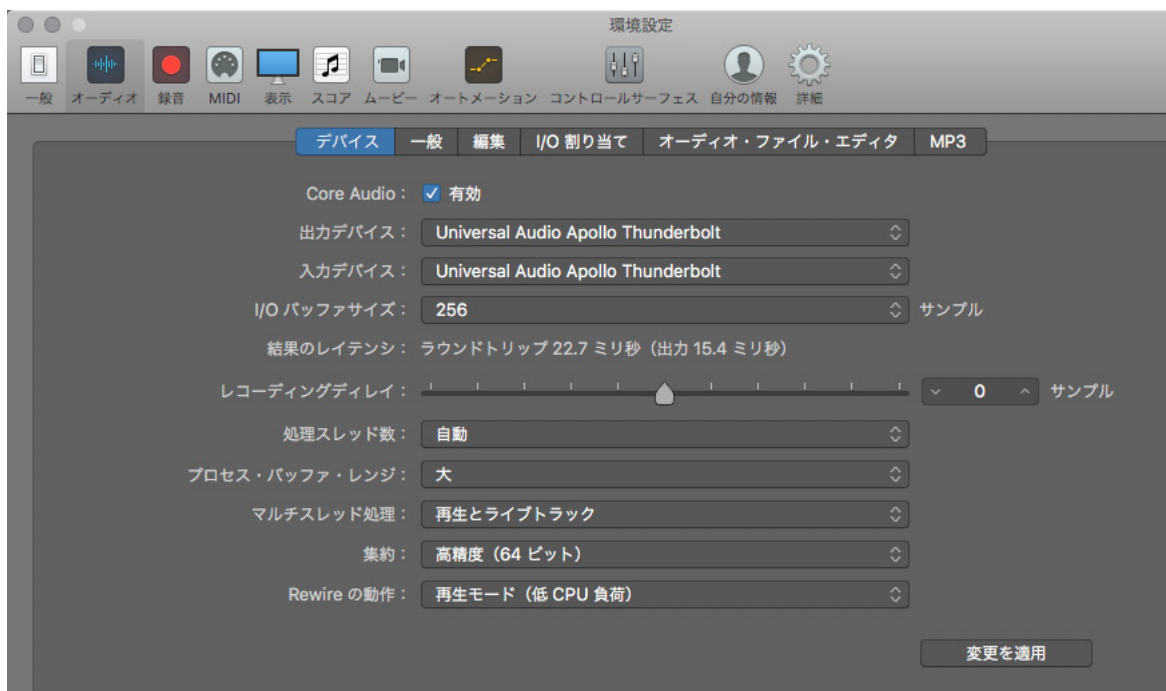 環境設定
一般 オーディオ 録音 MIDI 表示 スコア ムービー オートメーション コントロールサーフェス 自分の情報 詳細
デバイス 一般 編集 I/O 割り当て オーディオ・ファイル・エディタ MP3
Core Audio： 有効
出力デバイス： Universal Audio Apollo Thunderbolt
入力デバイス： Universal Audio Apollo Thunderbolt
I/O バッファサイズ： 256 サンプル
結果のレイテンシ： ラウンドトリップ 22.7 ミリ秒（出力 15.4 ミリ秒）
レコーディングディレイ： 0 サンプル
処理スレッド数： 自動
プロセス・バッファ・レンジ： 大
マルチスレッド処理： 再生とライブトラック
集約： 高精度（64 ビット）
Rewire の動作： 再生モード（低 CPU 負荷）
変更を適用